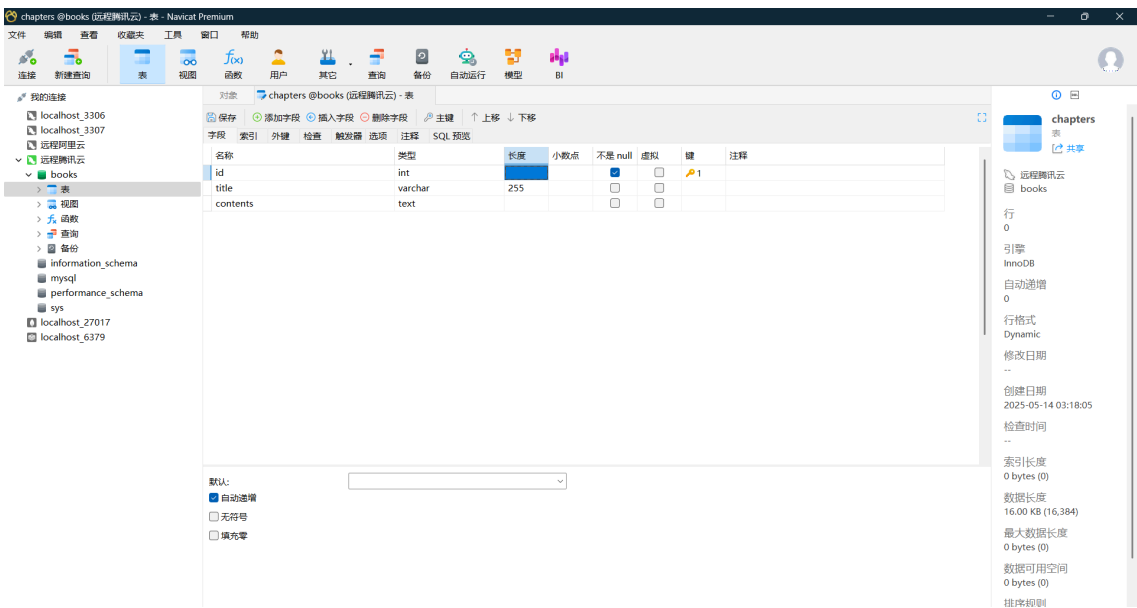 chapters @books (远程腾讯云) - 表 - Navicat Premium
文件 编辑 查看 收藏夹 工具 窗口 帮助
连接 新建查询 表 视图 函数 用户 其它 查询 备份 自动运行 模型 BI
我的连接
localhost_3306
localhost_3307
远程阿里云
远程腾讯云
books
表
视图
函数
查询
备份
information_schema
mysql
performance_schema
sys
localhost_27017
localhost_6379
对象 chapters @books (远程腾讯云) - 表
保存 添加字段 插入字段 删除字段 主键 上移 下移
字段 索引 外键 检查 触发器 选项 注释 SQL 预览
名称 类型 长度 小数点 不是 null 虚拟 键 注释
id int 1
title varchar 255
contents text
默认:
自动递增
无符号
填充零
chapters
表
共享
远程腾讯云
books
行
0
引擎
InnoDB
自动递增
0
行格式
Dynamic
修改日期
--
创建日期
2025-05-14 03:18:05
检查时间
--
索引长度
0 bytes (0)
数据长度
16.00 KB (16,384)
最大数据长度
0 bytes (0)
数据可用空间
0 bytes (0)
排序规则